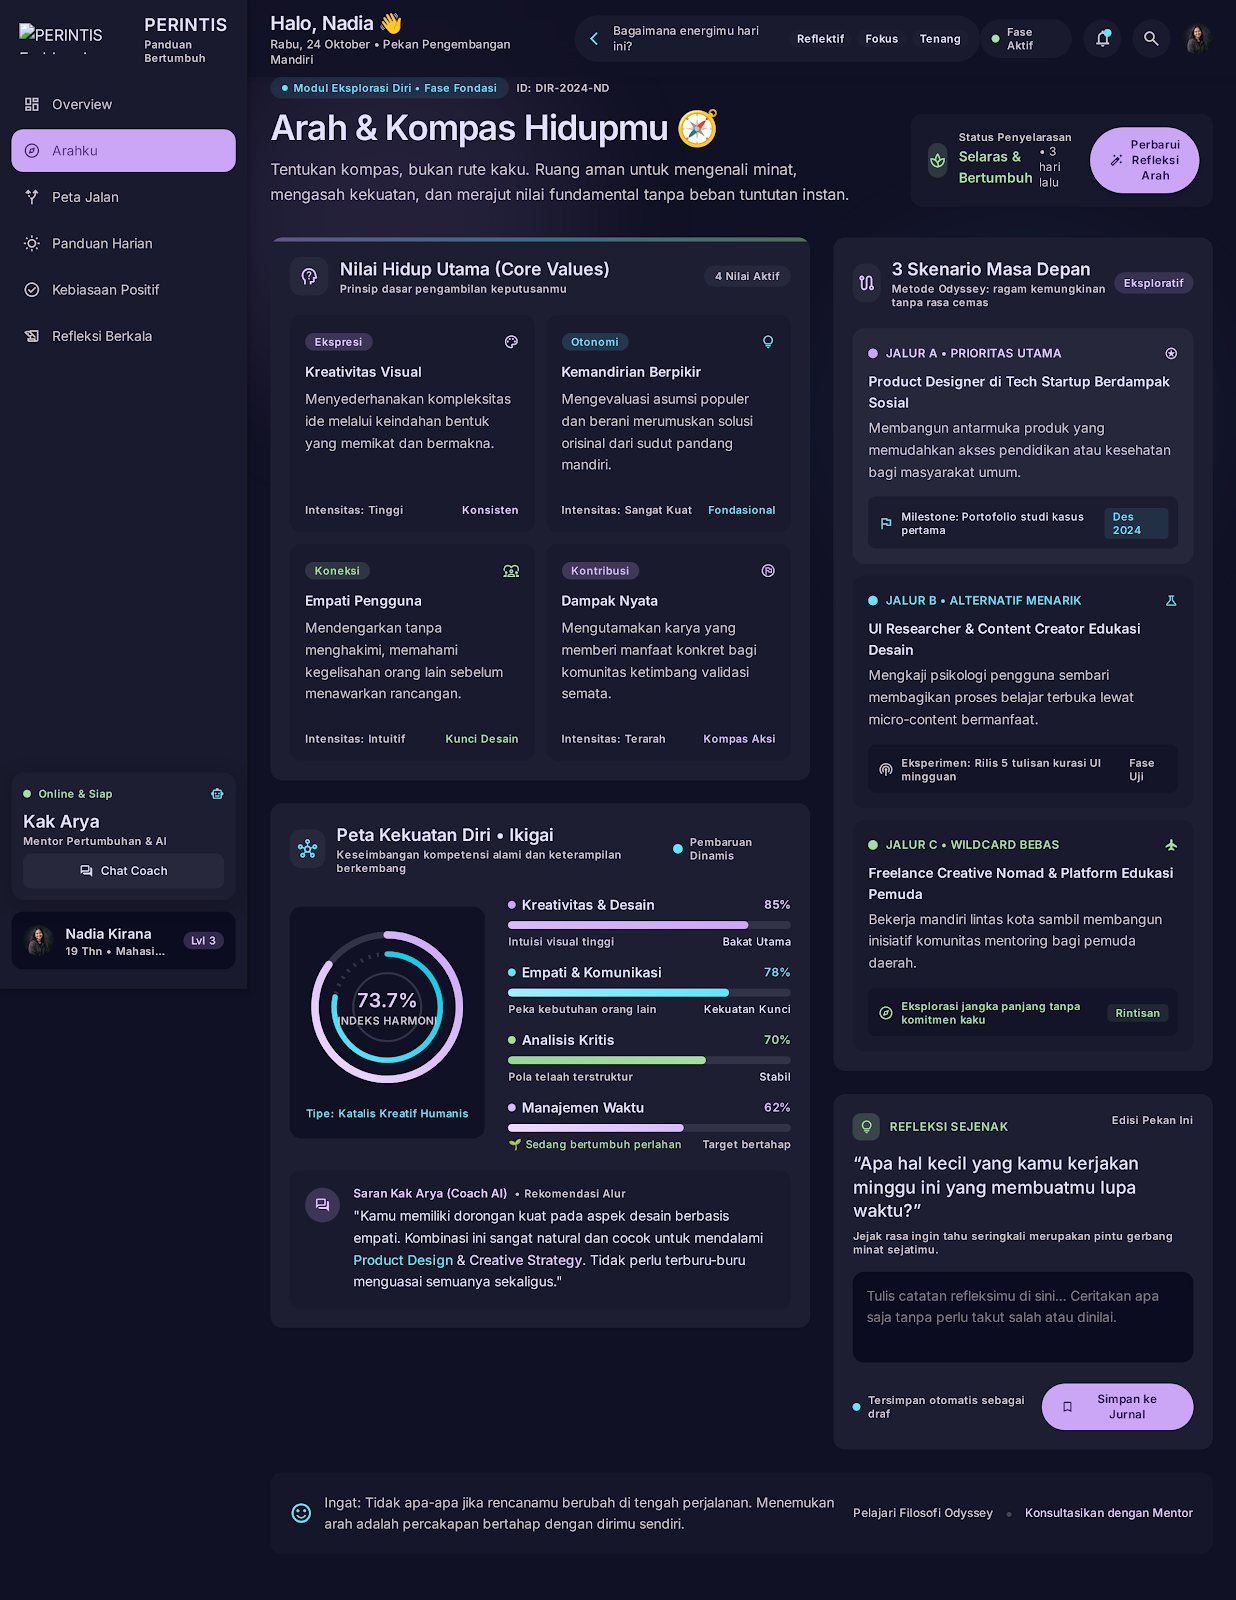 PERINTIS
PERINTIS
Panduan
Bertumbuh
Overview
Arahku
Peta Jalan
Panduan Harian
Kebiasaan Positif
Refleksi Berkala
Online & Siap
Kak Arya
Mentor Pertumbuhan & AI
Chat Coach
Nadia Kirana
19 Thn • Mahasi...
Lvl 3
Halo, Nadia 👋
Rabu, 24 Oktober • Pekan Pengembangan
Mandiri
Bagaimana energimu hari
ini?
Reflektif
Fokus
Tenang
Fase
Aktif
Modul Eksplorasi Diri • Fase Fondasi
ID: DIR-2024-ND
Arah & Kompas Hidupmu 🧭
Tentukan kompas, bukan rute kaku. Ruang aman untuk mengenali minat,
mengasah kekuatan, dan merajut nilai fundamental tanpa beban tuntutan instan.
Status Penyelarasan
Selaras &
Bertumbuh
• 3
hari
lalu
Perbarui
Refleksi
Arah
Nilai Hidup Utama (Core Values)
Prinsip dasar pengambilan keputusanmu
4 Nilai Aktif
Ekspresi
Kreativitas Visual
Menyederhanakan kompleksitas
ide melalui keindahan bentuk
yang memikat dan bermakna.
Intensitas: Tinggi
Konsisten
Otonomi
Kemandirian Berpikir
Mengevaluasi asumsi populer
dan berani merumuskan solusi
orisinal dari sudut pandang
mandiri.
Intensitas: Sangat Kuat
Fondasional
Koneksi
Empati Pengguna
Mendengarkan tanpa
menghakimi, memahami
kegelisahan orang lain sebelum
menawarkan rancangan.
Intensitas: Intuitif
Kunci Desain
Kontribusi
Dampak Nyata
Mengutamakan karya yang
memberi manfaat konkret bagi
komunitas ketimbang validasi
semata.
Intensitas: Terarah
Kompas Aksi
Peta Kekuatan Diri • Ikigai
Keseimbangan kompetensi alami dan keterampilan
berkembang
Pembaruan
Dinamis
73.7%
INDEKS HARMONI
Tipe: Katalis Kreatif Humanis
Kreativitas & Desain
85%
Intuisi visual tinggi
Bakat Utama
Empati & Komunikasi
78%
Peka kebutuhan orang lain
Kekuatan Kunci
Analisis Kritis
70%
Pola telaah terstruktur
Stabil
Manajemen Waktu
62%
🌱 Sedang bertumbuh perlahan
Target bertahap
Saran Kak Arya (Coach AI) • Rekomendasi Alur
"Kamu memiliki dorongan kuat pada aspek desain berbasis
empati. Kombinasi ini sangat natural dan cocok untuk mendalami
Product Design & Creative Strategy. Tidak perlu terburu-buru
menguasai semuanya sekaligus."
3 Skenario Masa Depan
Metode Odyssey: ragam kemungkinan
tanpa rasa cemas
Eksploratif
JALUR A • PRIORITAS UTAMA
Product Designer di Tech Startup Berdampak
Sosial
Membangun antarmuka produk yang
memudahkan akses pendidikan atau kesehatan
bagi masyarakat umum.
Milestone: Portofolio studi kasus
pertama
Des
2024
JALUR B • ALTERNATIF MENARIK
UI Researcher & Content Creator Edukasi
Desain
Mengkaji psikologi pengguna sembari
membagikan proses belajar terbuka lewat
micro-content bermanfaat.
Eksperimen: Rilis 5 tulisan kurasi UI
mingguan
Fase
Uji
JALUR C • WILDCARD BEBAS
Freelance Creative Nomad & Platform Edukasi
Pemuda
Bekerja mandiri lintas kota sambil membangun
inisiatif komunitas mentoring bagi pemuda
daerah.
Eksplorasi jangka panjang tanpa
komitmen kaku
Rintisan
REFLEKSI SEJENAK
Edisi Pekan Ini
“Apa hal kecil yang kamu kerjakan
minggu ini yang membuatmu lupa
waktu?”
Jejak rasa ingin tahu seringkali merupakan pintu gerbang
minat sejatimu.
Tulis catatan refleksimu di sini... Ceritakan apa
saja tanpa perlu takut salah atau dinilai.
Tersimpan otomatis sebagai
draf
Simpan ke
Jurnal
Ingat: Tidak apa-apa jika rencanamu berubah di tengah perjalanan. Menemukan
arah adalah percakapan bertahap dengan dirimu sendiri.
Pelajari Filosofi Odyssey
Konsultasikan dengan Mentor